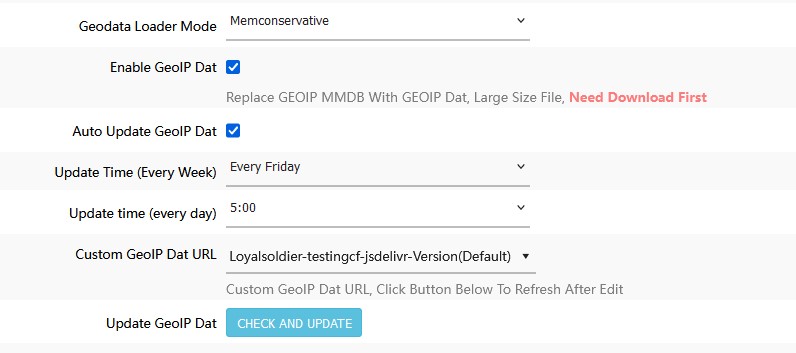 Geodata Loader Mode Memconservative
Enable GeoIP Dat
Replace GEOIP MMDB With GEOIP Dat, Large Size File, Need Download First
Auto Update GeoIP Dat
Update Time (Every Week) Every Friday
Update time (every day) 5:00
Custom GeoIP Dat URL Loyalsoldier-testingcf-jsdelivr-Version(Default)
Custom GeoIP Dat URL, Click Button Below To Refresh After Edit
Update GeoIP Dat CHECK AND UPDATE